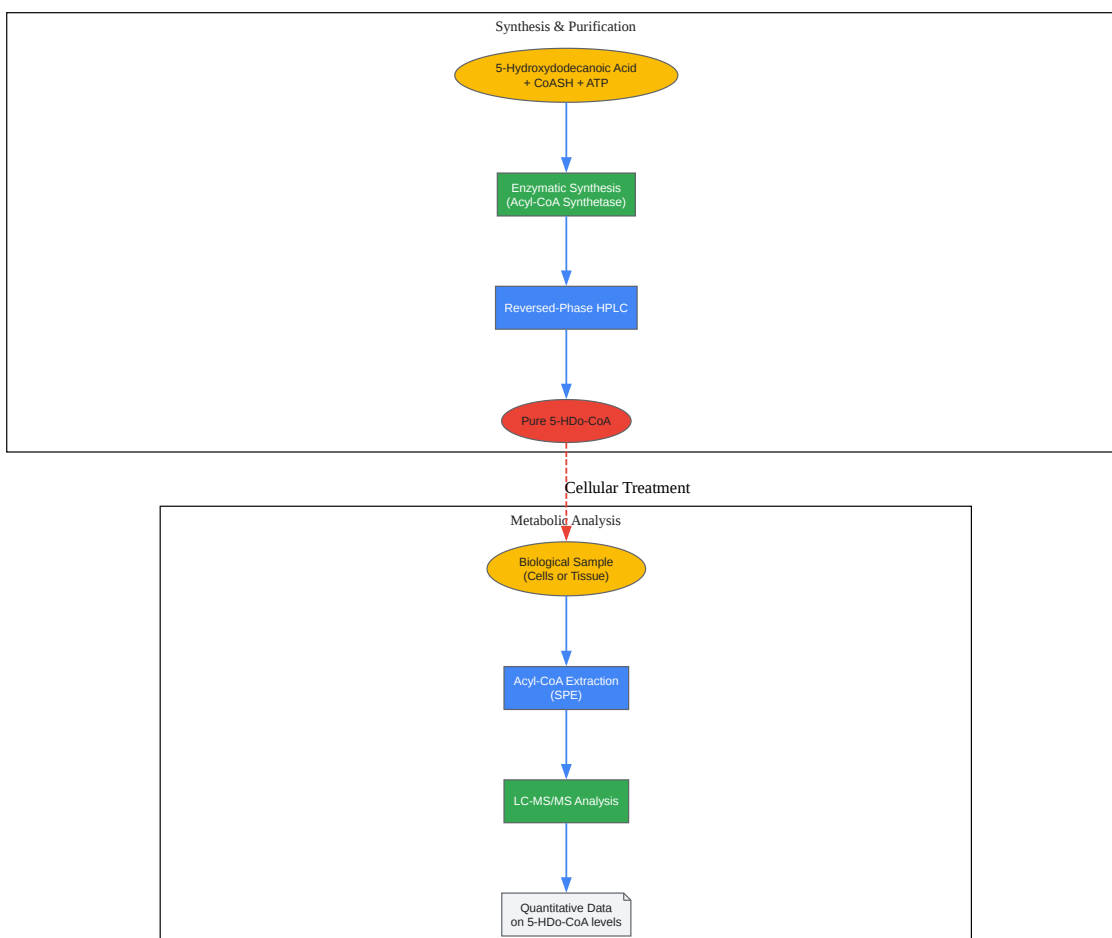 Synthesis & Purification
5-Hydroxydodecanoic Acid
+ CoASH + ATP
Enzymatic Synthesis
(Acyl-CoA Synthetase)
Reversed-Phase HPLC
Pure 5-HDo-CoA
Cellular Treatment
Metabolic Analysis
Biological Sample
(Cells or Tissue)
Acyl-CoA Extraction
(SPE)
LC-MS/MS Analysis
Quantitative Data
on 5-HDo-CoA levels